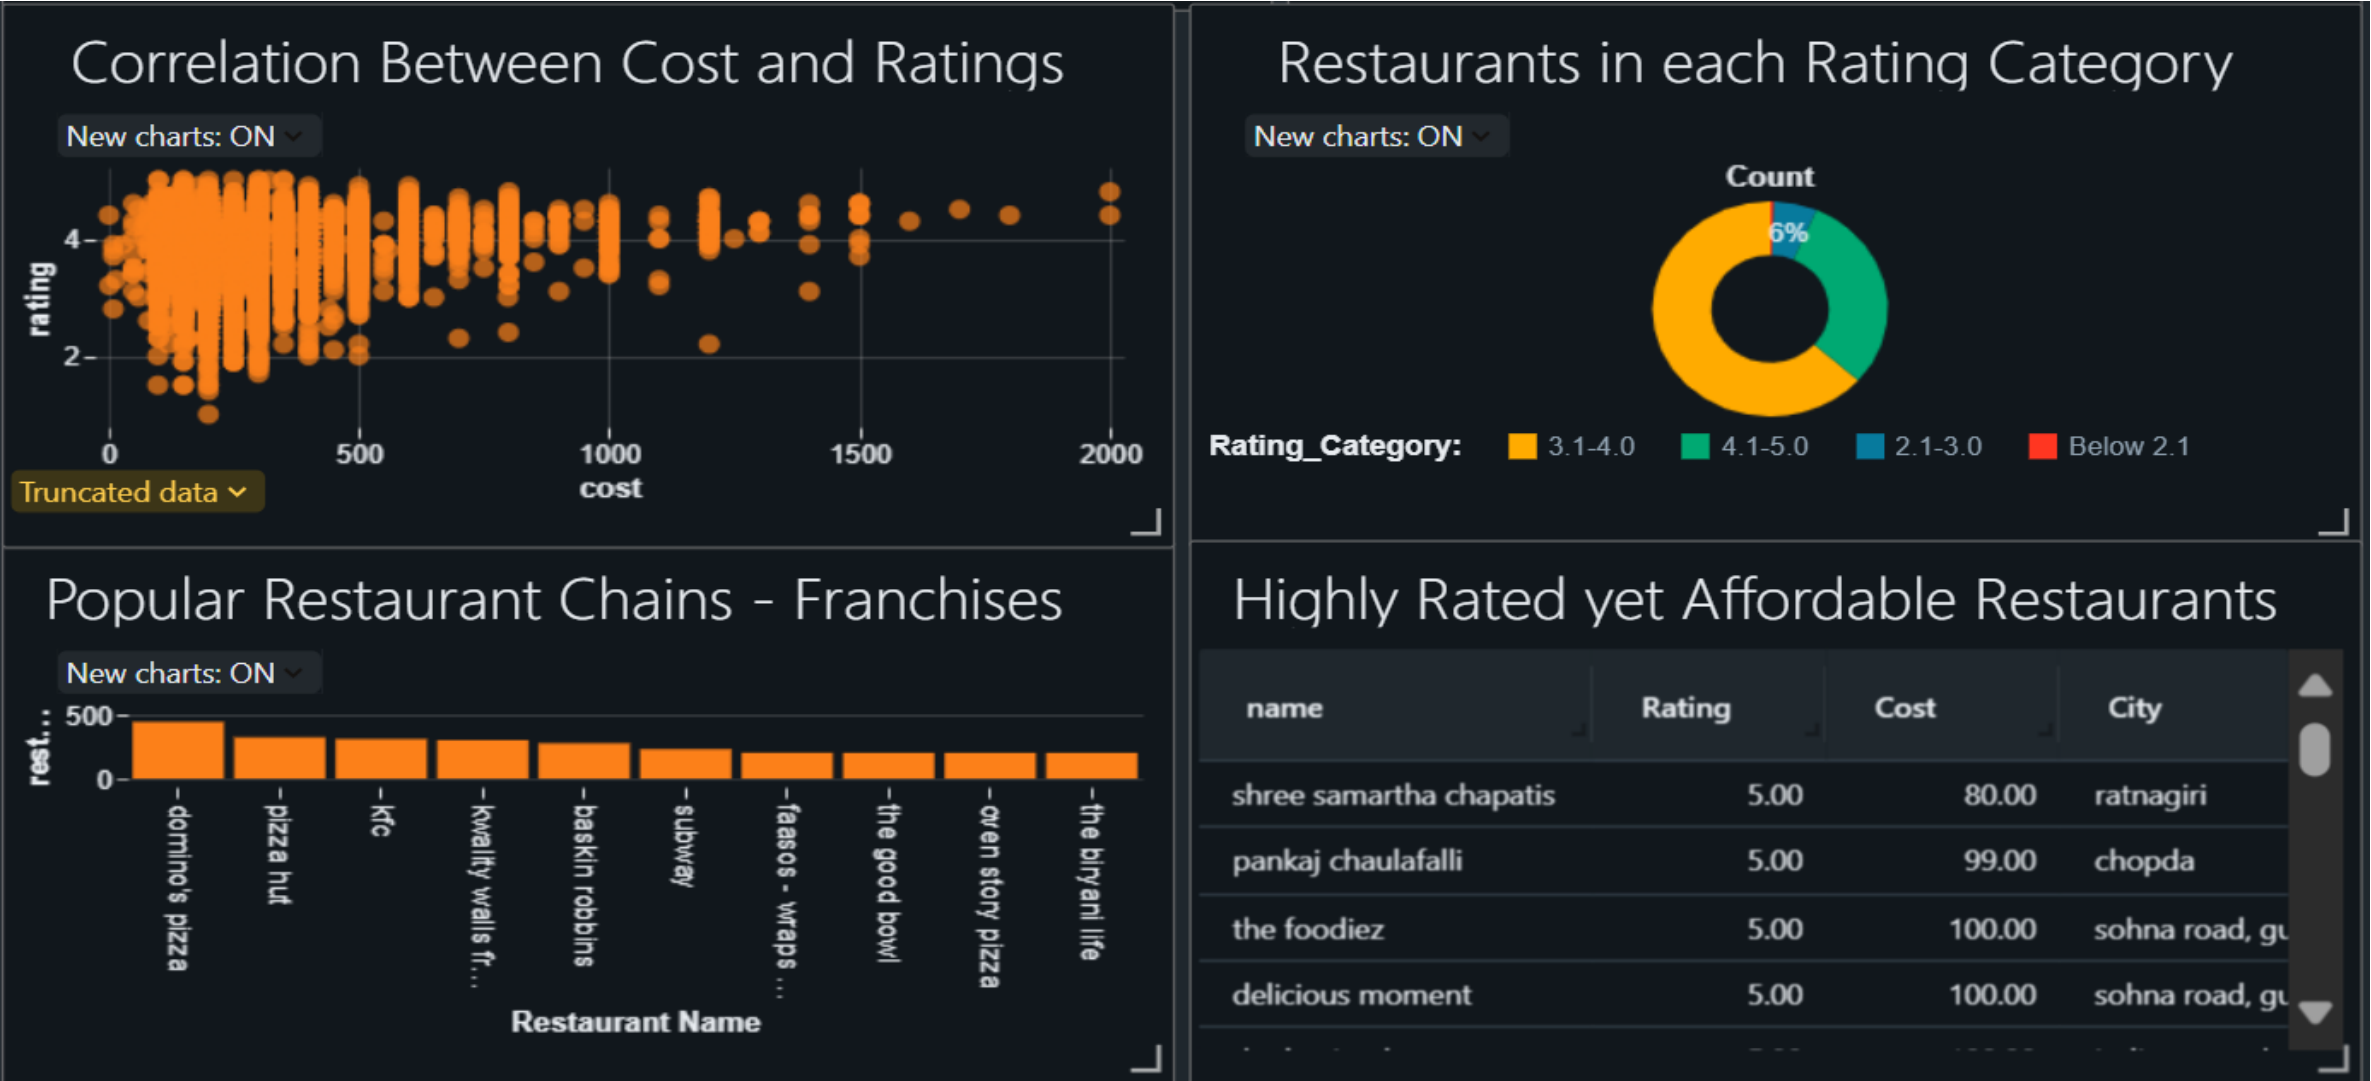 Correlation Between Cost and Ratings
New charts: ON
rating
4
2
0 500 1000 1500 2000
cost
Truncated data
Restaurants in each Rating Category
New charts: ON
Count
6%
Rating_Category: 3.1-4.0 4.1-5.0 2.1-3.0 Below 2.1
Popular Restaurant Chains - Franchises
New charts: ON
rest...
500
0
domino's pizza
pizza hut
kfc
kwality walls fr...
baskin robbins
subway
faasos - wraps ...
the good bowl
oven story pizza
the biryani life
Restaurant Name
Highly Rated yet Affordable Restaurants
name Rating Cost City
shree samartha chapatis 5.00 80.00 ratnagiri
pankaj chaulafalli 5.00 99.00 chopda
the foodiez 5.00 100.00 sohna road, gu
delicious moment 5.00 100.00 sohna road, gu